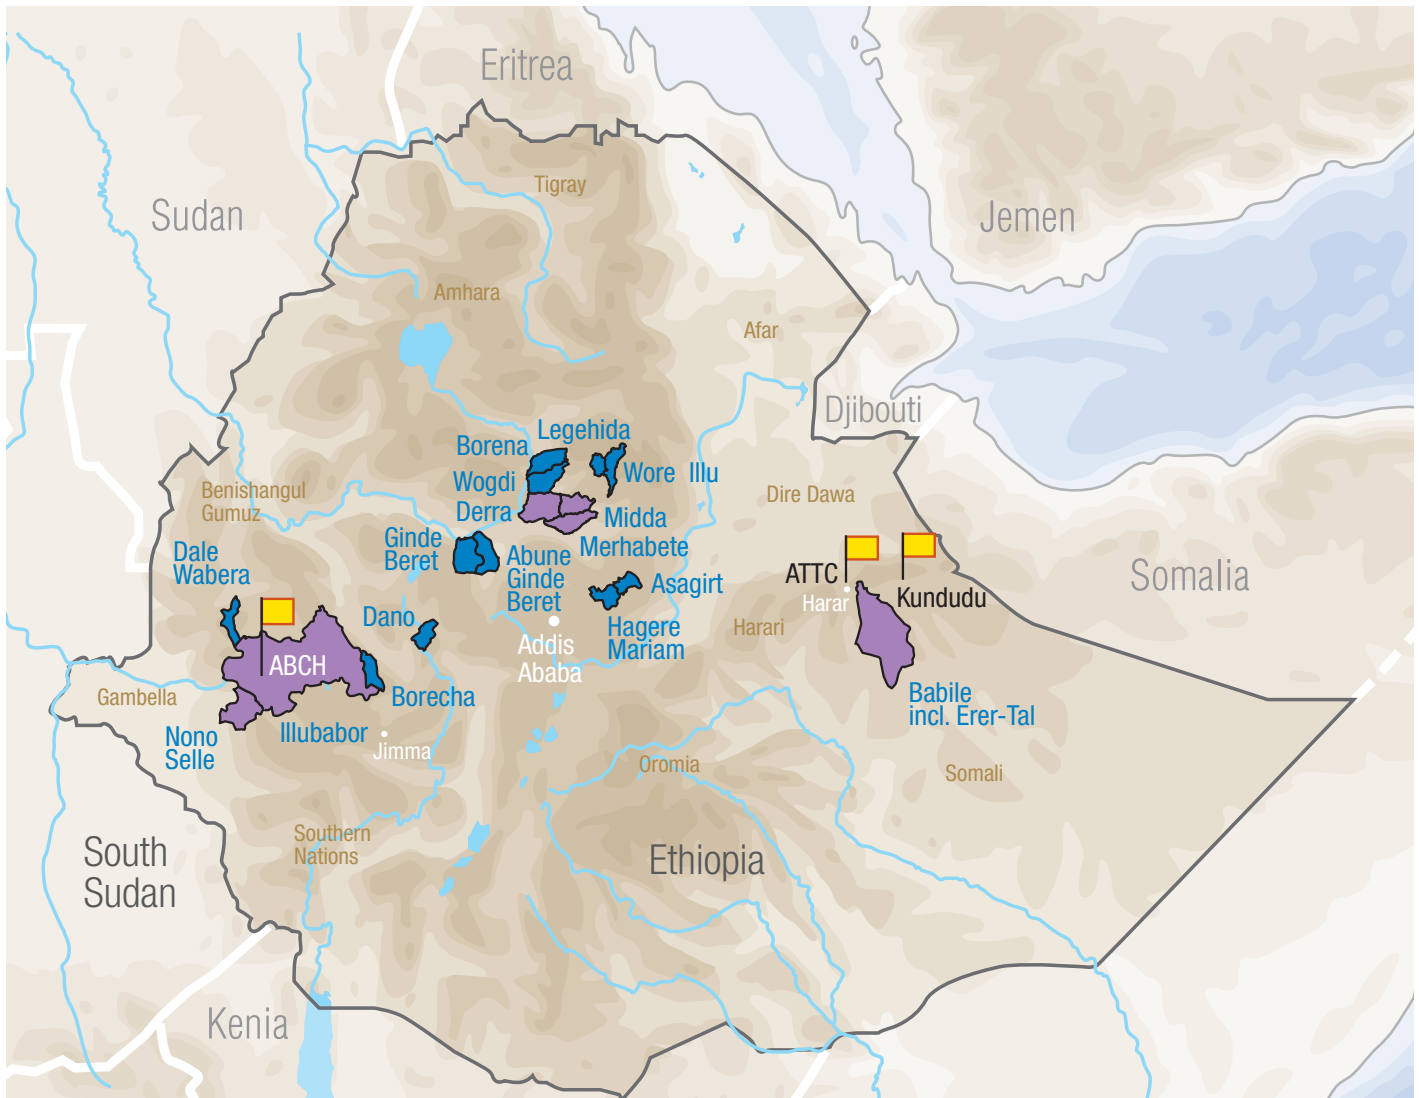 Eritrea
Tigray
Sudan
Jemen
Amhara
Afar
Djibouti
Legehida
Borena
Wore Illu
Wogdi
Benishangul
Gumuz
Dire Dawa
Derra
Midda
Merhabete
Ginde
Beret
Abune
Ginde
Beret
Dale
Wabera
Asagirt
ATTC
Somalia
Kundudu
Harar
Dano
Hagere
Mariam
Harari
Addis
Ababa
ABCH
Gambella
Borecha
Babile
incl. Erer-Tal
Nono
Selle
Illubabor
Jimma
Oromia
Somali
Southern
Nations
South
Sudan
Ethiopia
Kenia